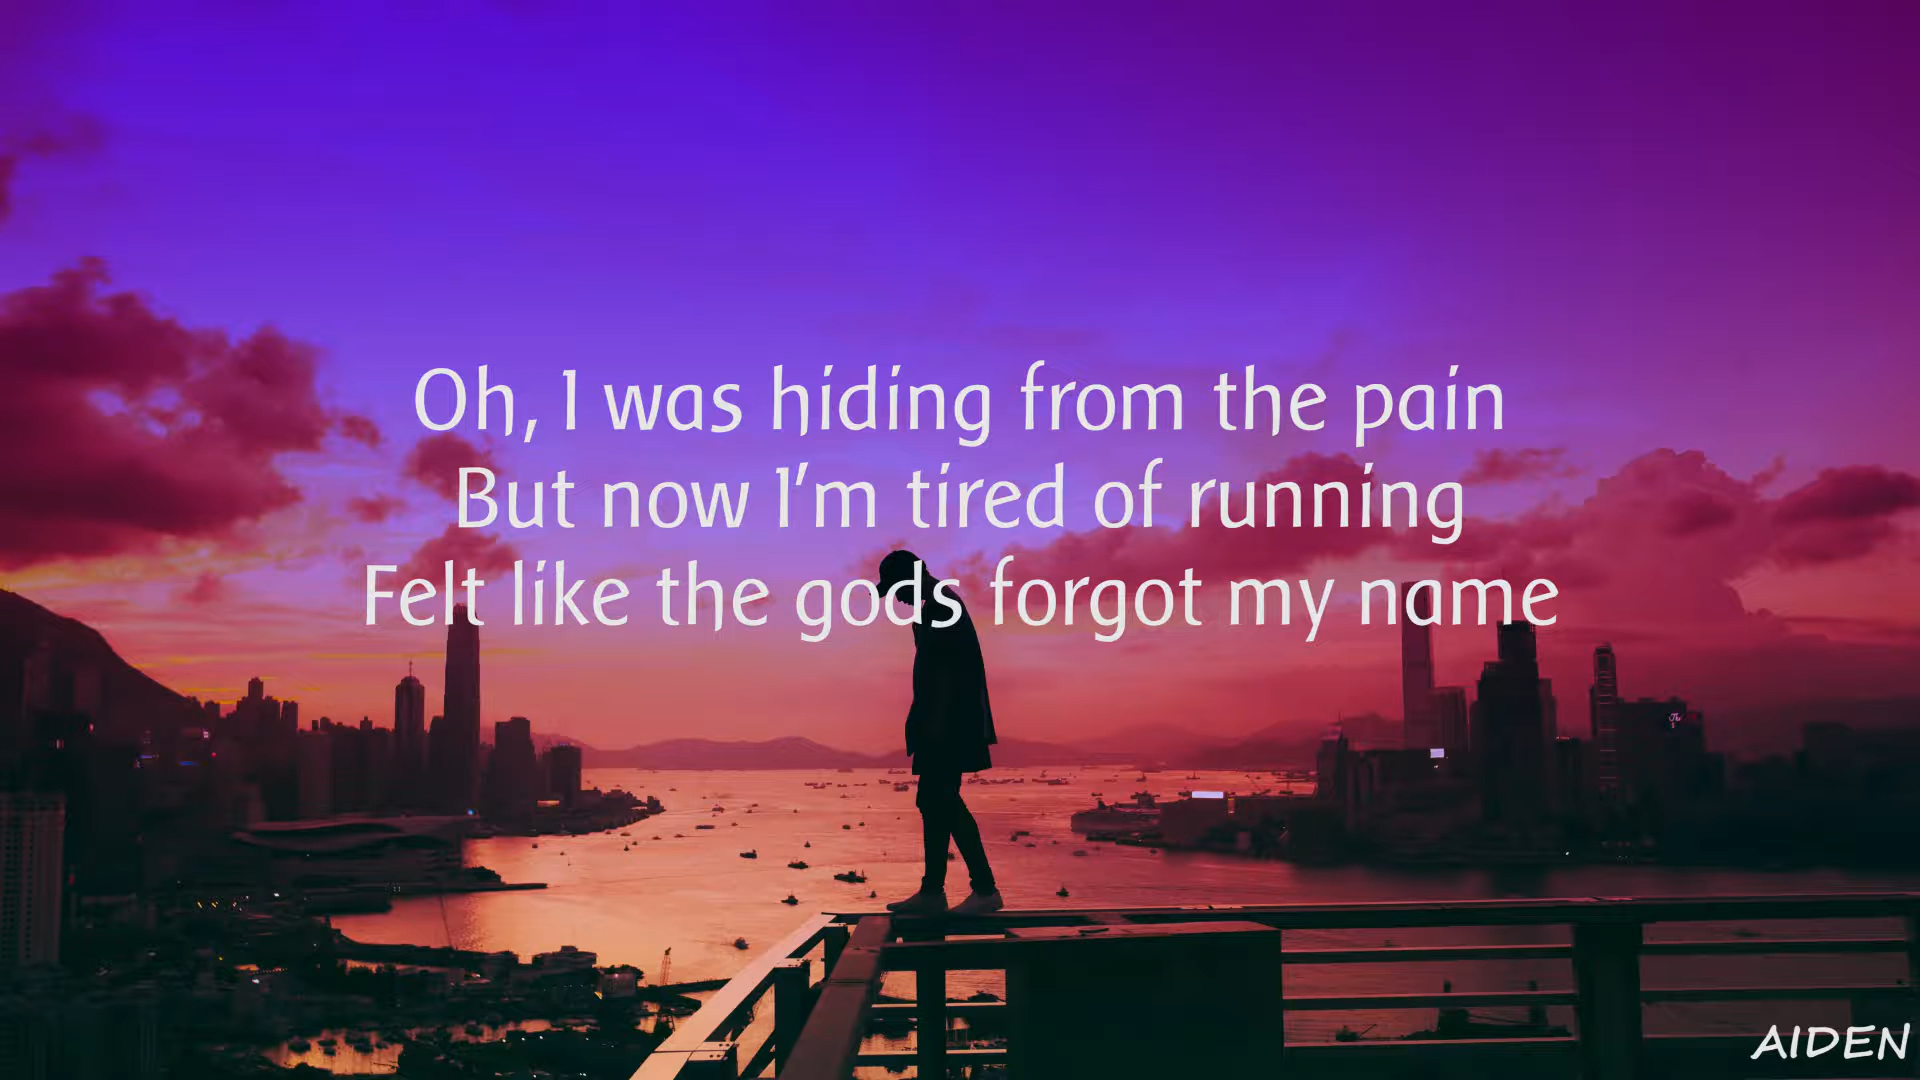 Oh, I was hiding from the pain
But now I'm tired of running
Felt like the gods forgot my name
AIDEN